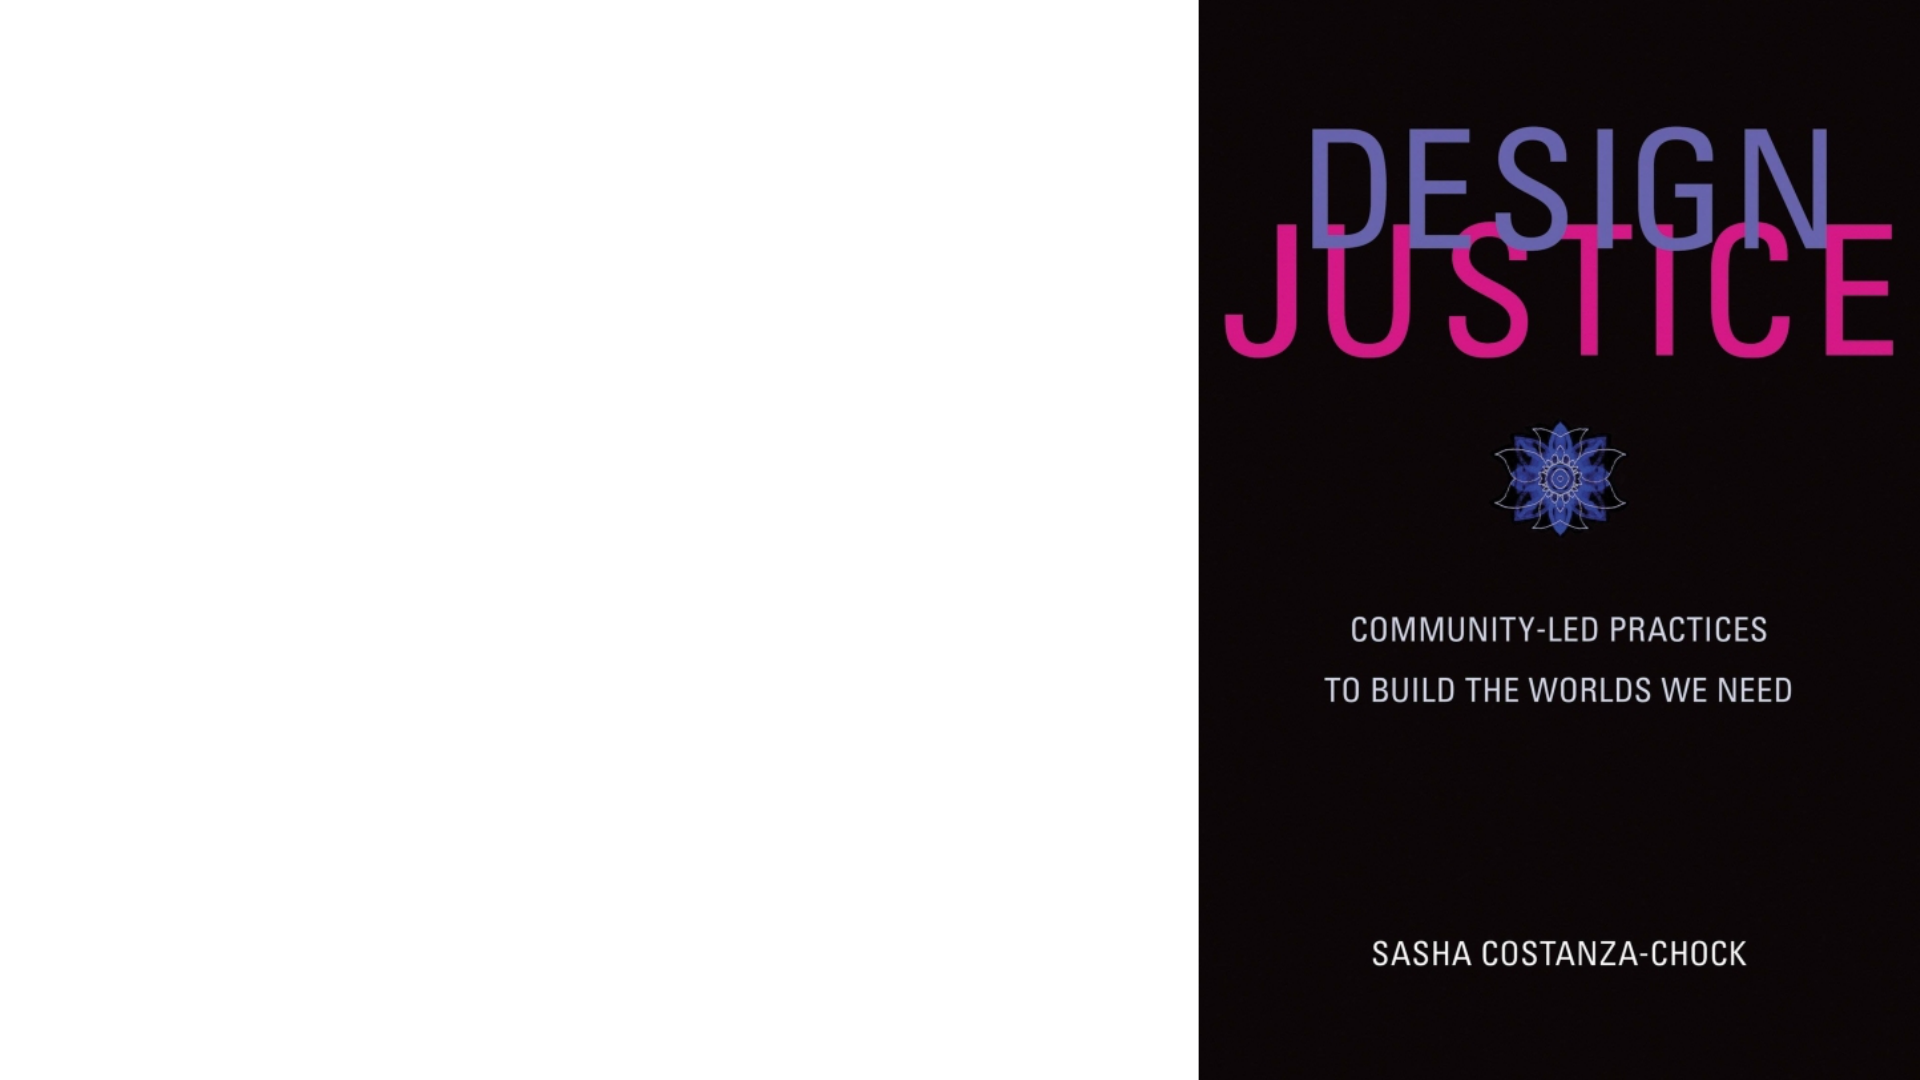 DESIGN
JUSTICE
COMMUNITY-LED PRACTICES
TO BUILD THE WORLDS WE NEED
SASHA COSTANZA-CHOCK